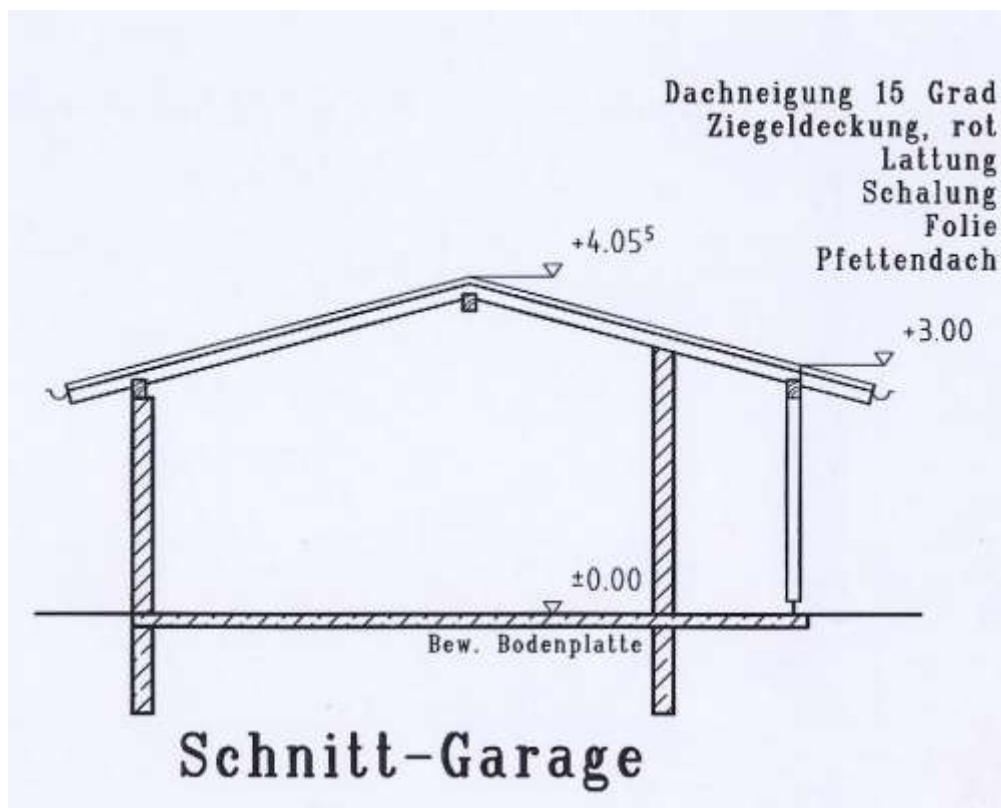 Dachneigung 15 Grad
Ziegeldeckung, rot
Lattung
Schalung
Folie
Pfettendach
+4.05⁵
+3.00
±0.00
Bew. Bodenplatte
Schnitt-Garage